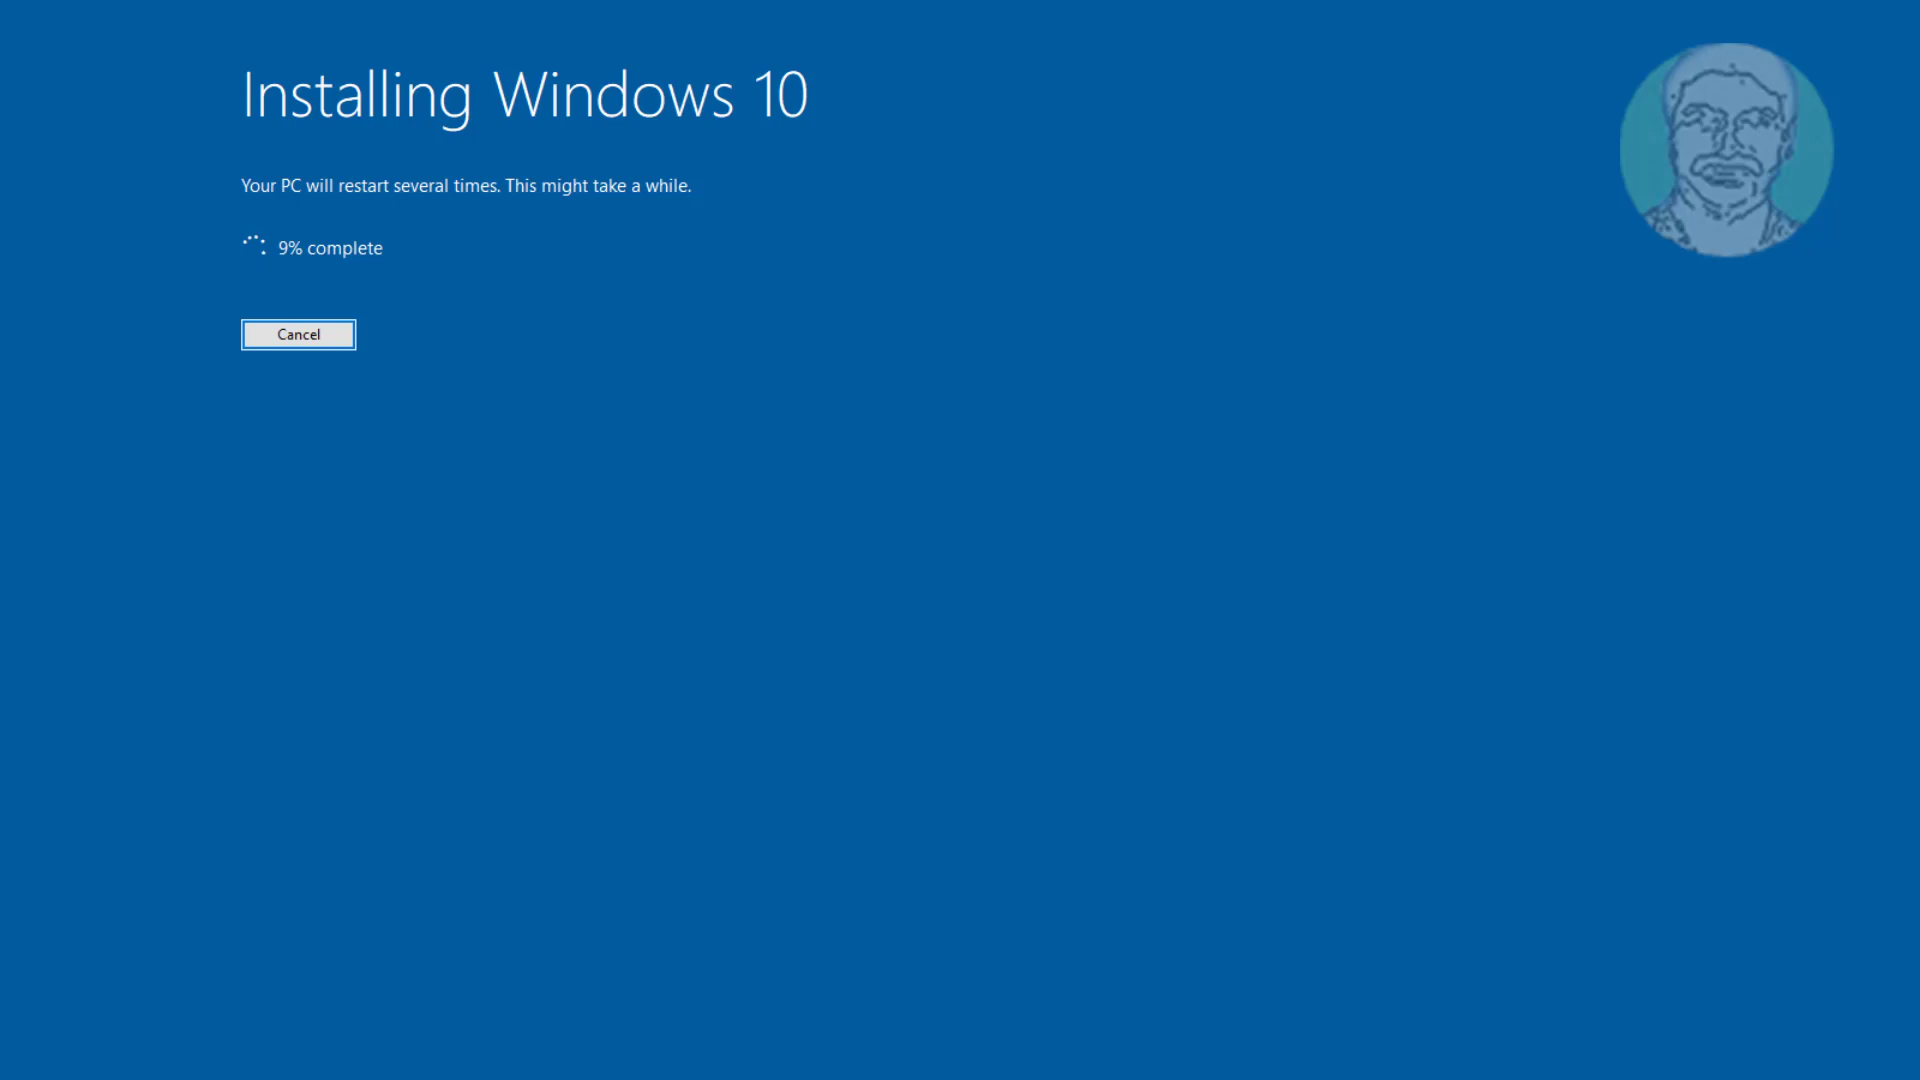 Installing Windows 10
Your PC will restart several times. This might take a while.
9% complete
Cancel